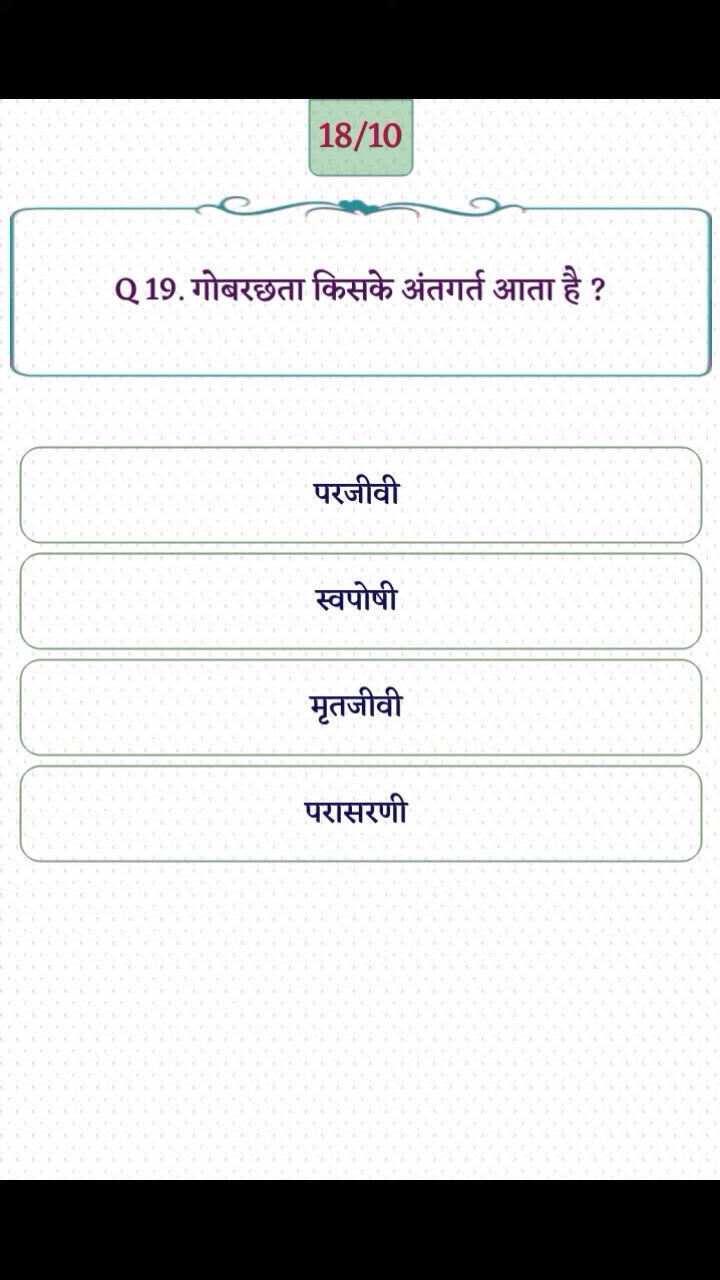 18/10
Q 19. गोबरछता किसके अंतगर्त आता है ?
परजीवी
स्वपोषी
मृतजीवी
परासरणी